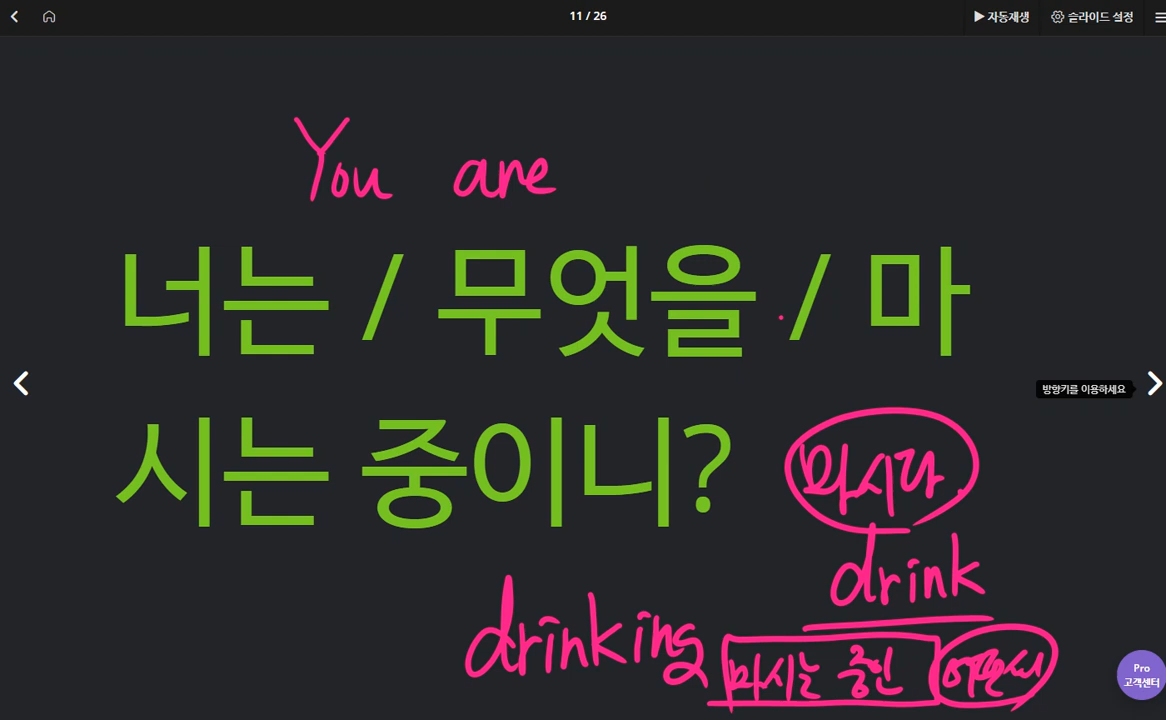 11 / 26
▶ 자동재생
슬라이드 설정
You are
너는 / 무엇을 / 마
방향키를 이용하세요
시는 중이니?
마시다
drink
drinking
마시는 중인
Pro
고객센터